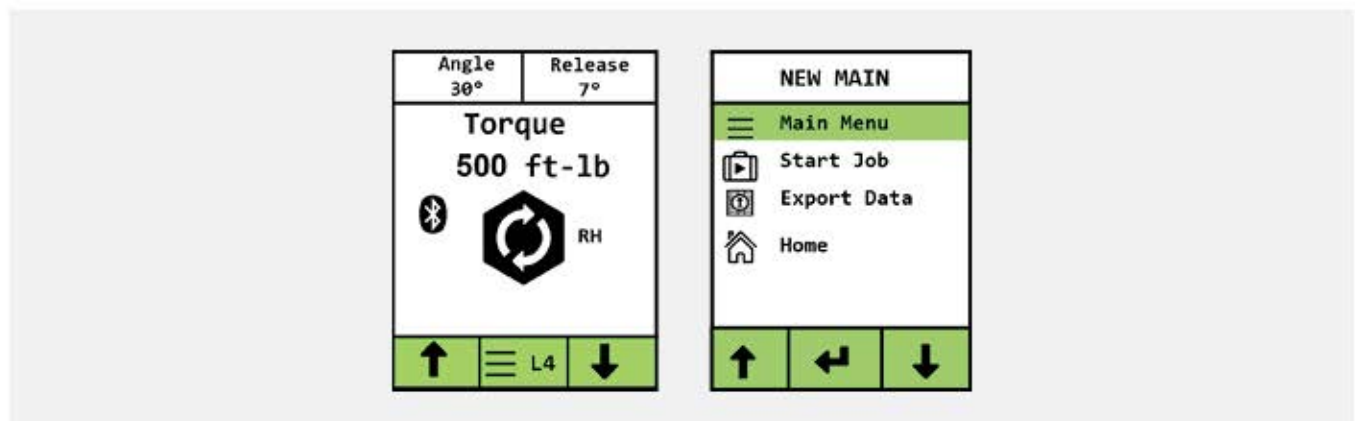 Angle
30°
Release
7°
Torque
500 ft-lb
RH
L4
NEW MAIN
Main Menu
Start Job
Export Data
Home